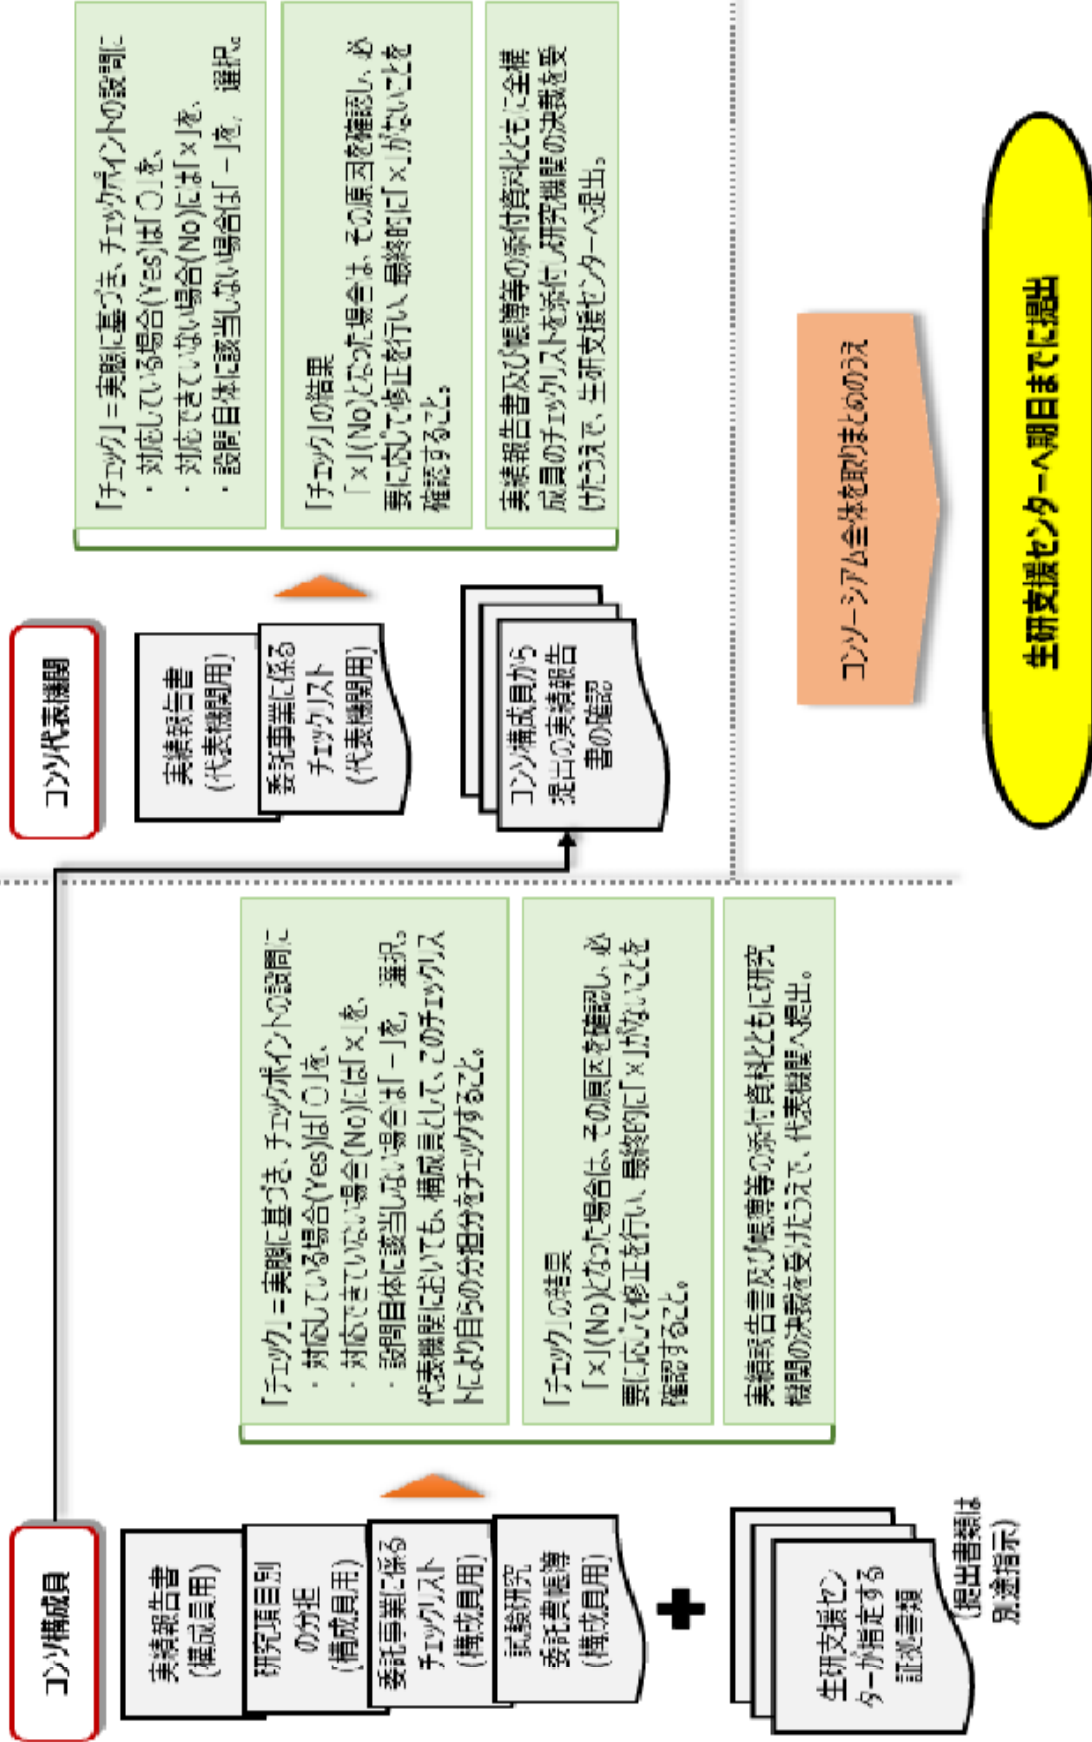 コンソ構成員
実績報告書
(構成員用)
研究項目別
の分担
(構成員用)
委託事業に係る
チェックリスト
(構成員用)
試験研究
委託費帳簿
(構成員用)
生研支援セン
ターが指定する
証拠書類
(提出書類は
別途指示)
「チェック」=実態に基づき、チェックポイントの設問に
・ 対応している場合(Yes)は「○」を、
・ 対応できていない場合(No)には「×」を、
・ 設問自体に該当しない場合は「－」を, 選択。
代表機関においても、構成員として、このチェックリス
トにより自らの分担分をチェックすること。
「チェック」の結果
「×」(No)となった場合は、その原因を確認し、必
要に応じて修正を行い、最終的に「×」がないことを
確認すること。
実績報告書及び帳簿等の添付資料とともに研究
機関の決裁を受けたうえで、代表機関へ提出。
コンソ代表機関
実績報告書
(代表機関用)
委託事業に係る
チェックリスト
(代表機関用)
コンソ構成員から
提出の実績報告
書の確認
「チェック」=実態に基づき、チェックポイントの設問に
・ 対応している場合(Yes)は「○」を、
・ 対応できていない場合(No)には「×」を、
・ 設問自体に該当しない場合は「－」を, 選択。
「チェック」の結果
「×」(No)となった場合は、その原因を確認し、必
要に応じて修正を行い、最終的に「×」がないことを
確認すること。
実績報告書及び帳簿等の添付資料とともに全構
成員のチェックリストを添付し研究機関の決裁を受
けたうえで、生研支援センターへ提出。
コンソーシアム全体を取りまとめのうえ
生研支援センターへ期日までに提出